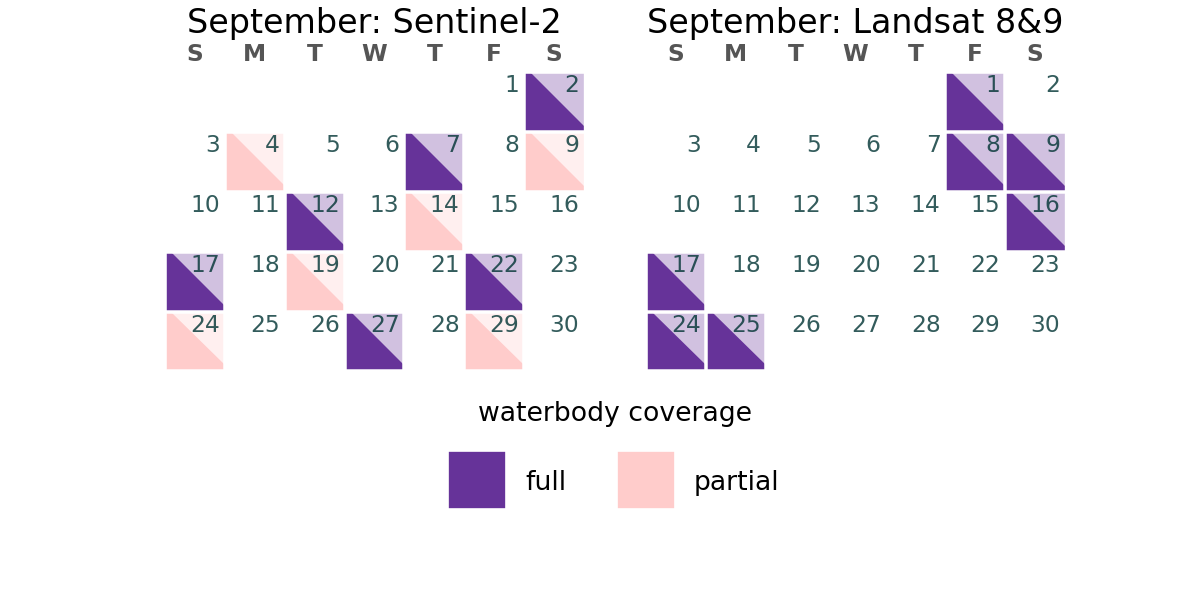 September: Sentinel-2
S M T W T F S
1 2
3 4 5 6 7 8 9
10 11 12 13 14 15 16
17 18 19 20 21 22 23
24 25 26 27 28 29 30
September: Landsat 8&9
S M T W T F S
1 2
3 4 5 6 7 8 9
10 11 12 13 14 15 16
17 18 19 20 21 22 23
24 25 26 27 28 29 30
waterbody coverage
full partial